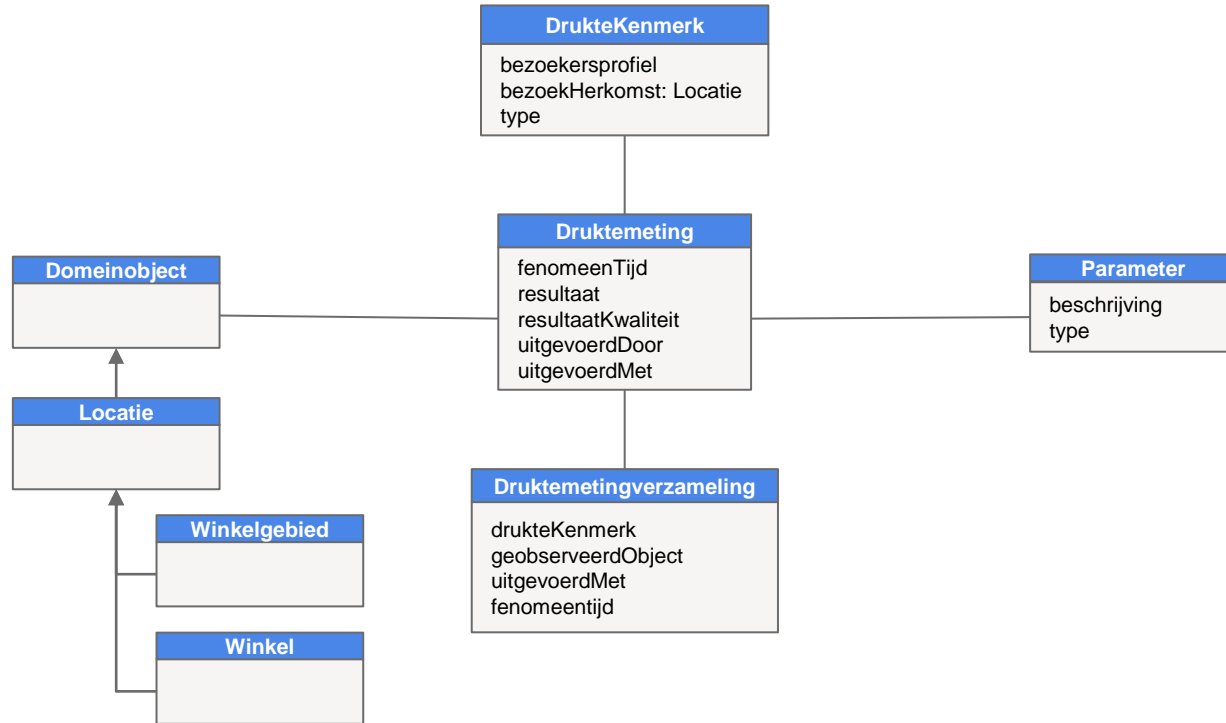 DrukteKenmerk
bezoekersprofiel
bezoekHerkomst: Locatie
type
Druktemeting
fenomeenTijd
resultaat
resultaatKwaliteit
uitgevoerdDoor
uitgevoerdMet
Domeinobject
Parameter
beschrijving
type
Locatie
Druktemetingverzameling
drukteKenmerk
geobserveerdObject
uitgevoerdMet
fenomeentijd
Winkelgebied
Winkel